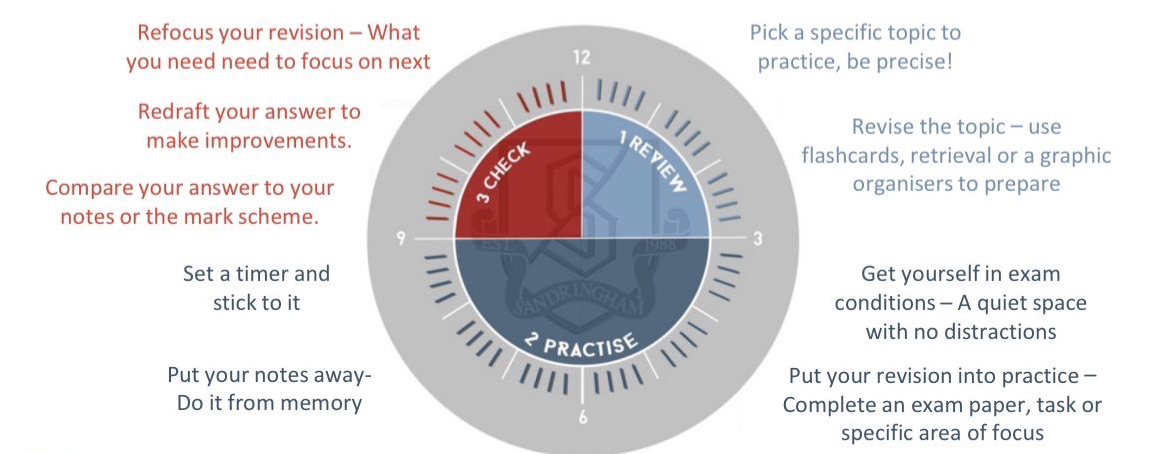 Refocus your revision – What
you need need to focus on next
Redraft your answer to
make improvements.
Compare your answer to your
notes or the mark scheme.
Set a timer and
stick to it
Put your notes away-
Do it from memory
12
3
6
9
1 REVIEW
2 PRACTISE
3 CHECK
EST.
1988
SANDRINGHAM
Pick a specific topic to
practice, be precise!
Revise the topic – use
flashcards, retrieval or a graphic
organisers to prepare
Get yourself in exam
conditions – A quiet space
with no distractions
Put your revision into practice –
Complete an exam paper, task or
specific area of focus